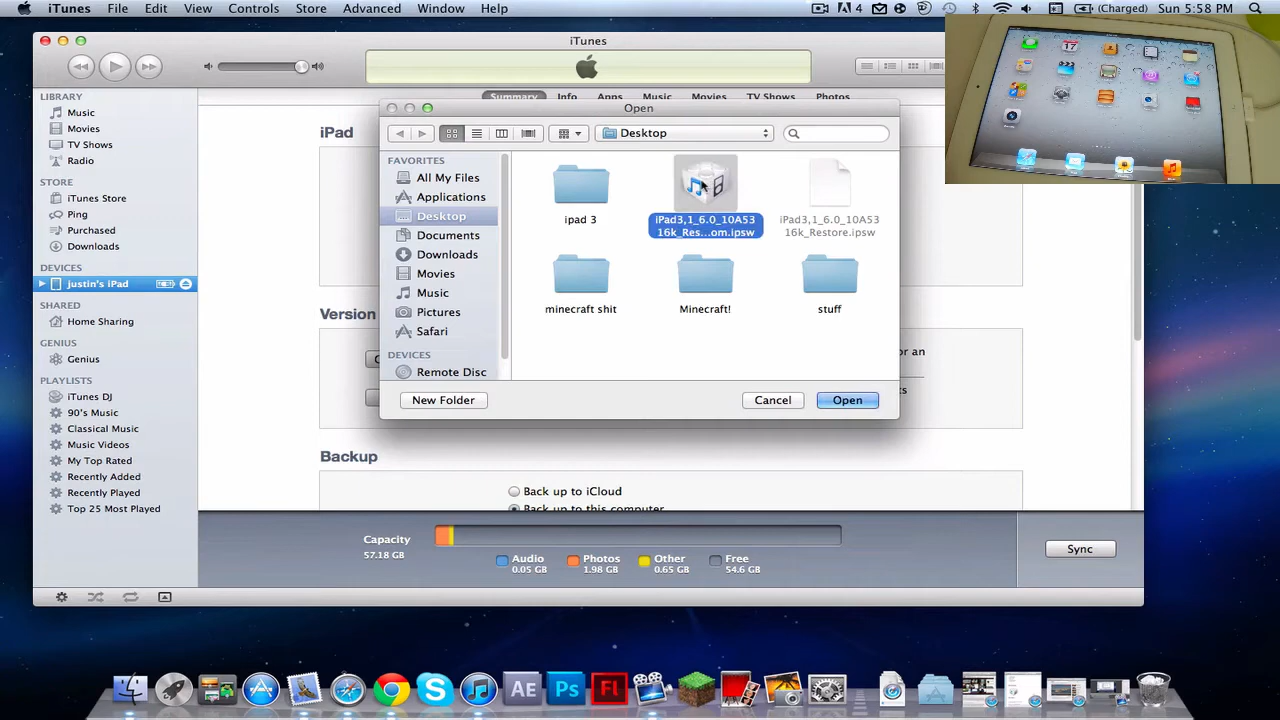 iTunes File Edit View Controls Store Advanced Window Help 4 (Charged) Sun 5:58 PM
iTunes
LIBRARY
Music
Movies
TV Shows
Radio
STORE
iTunes Store
Ping
Purchased
Downloads
DEVICES
justin's iPad
SHARED
Home Sharing
GENIUS
Genius
PLAYLISTS
iTunes DJ
90's Music
Classical Music
Music Videos
My Top Rated
Recently Added
Recently Played
Top 25 Most Played
Summary Info Apps Music Movies TV Shows Photos
iPad
Version
Backup
Back up to iCloud
Back up to this computer
Open
Desktop
FAVORITES
All My Files
Applications
Desktop
Documents
Downloads
Movies
Music
Pictures
Safari
DEVICES
Remote Disc
ipad 3
iPad3,1_6.0_10A53
16k_Res...om.ipsw
iPad3,1_6.0_10A53
16k_Restore.ipsw
minecraft shit
Minecraft!
stuff
New Folder Cancel Open
or an
Capacity
57.18 GB
Audio
0.05 GB
Photos
1.98 GB
Other
0.65 GB
Free
54.6 GB
Sync
17
AE Ps Fl